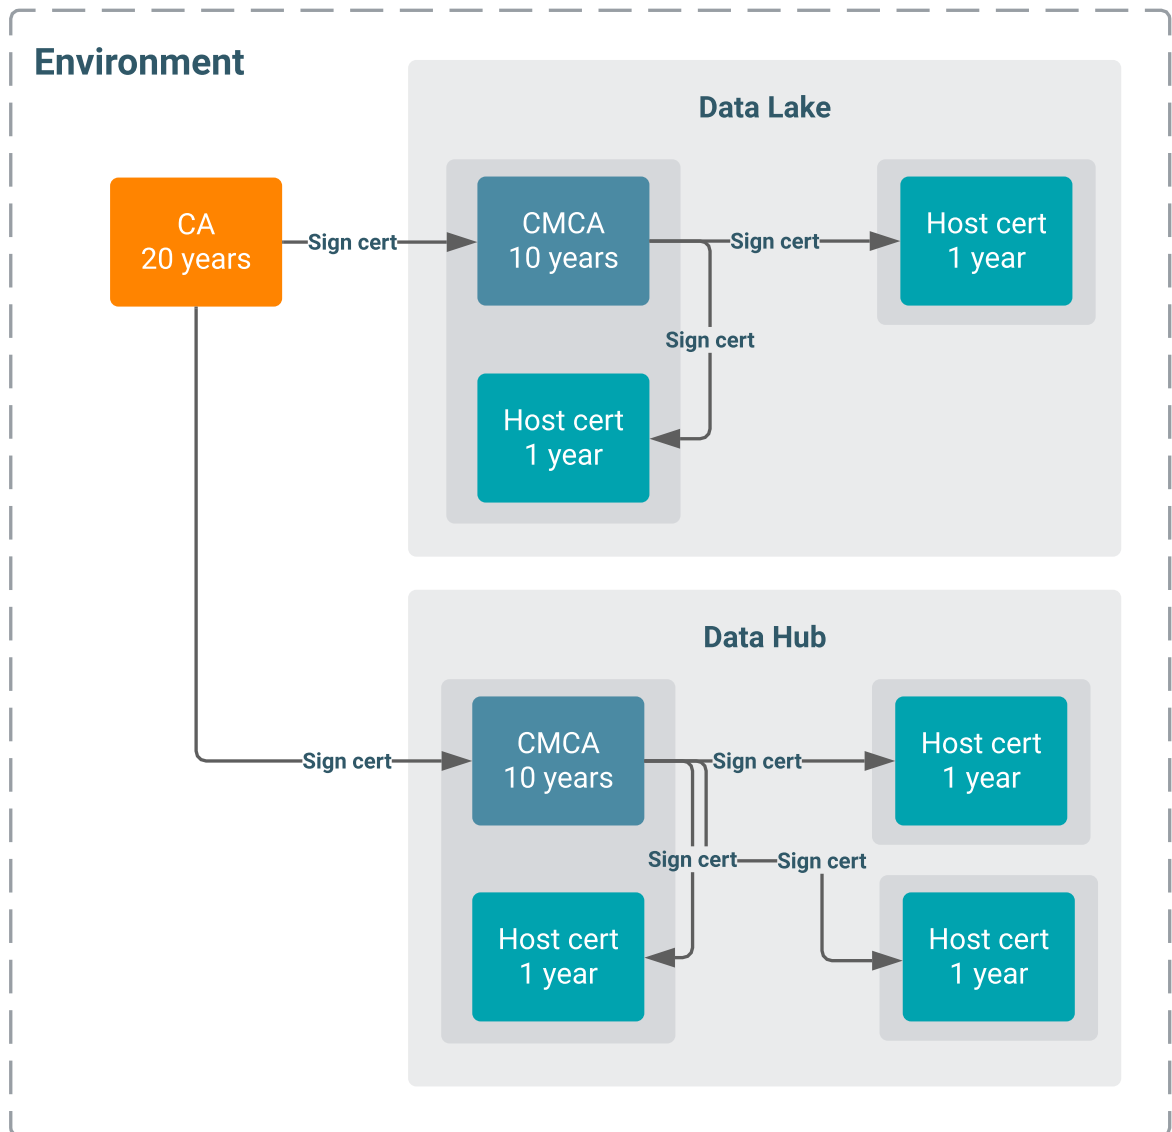 Environment
Data Lake
CA
20 years
Sign cert
CMCA
10 years
Sign cert
Host cert
1 year
Sign cert
Host cert
1 year
Data Hub
Sign cert
CMCA
10 years
Sign cert
Host cert
1 year
Sign cert
Sign cert
Host cert
1 year
Host cert
1 year